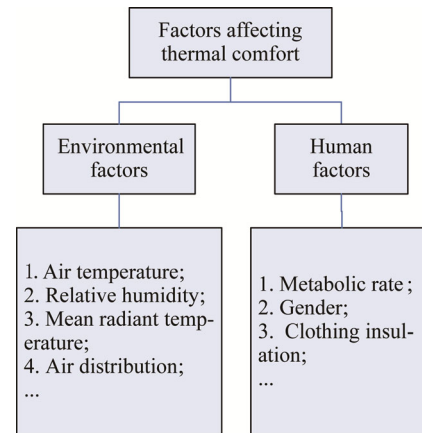 Factors affecting
thermal comfort
Environmental
factors
Human
factors
1. Air temperature;
2. Relative humidity;
3. Mean radiant temp-
erature;
4. Air distribution;
...
1. Metabolic rate ;
2. Gender;
3. Clothing insul-
ation;
...